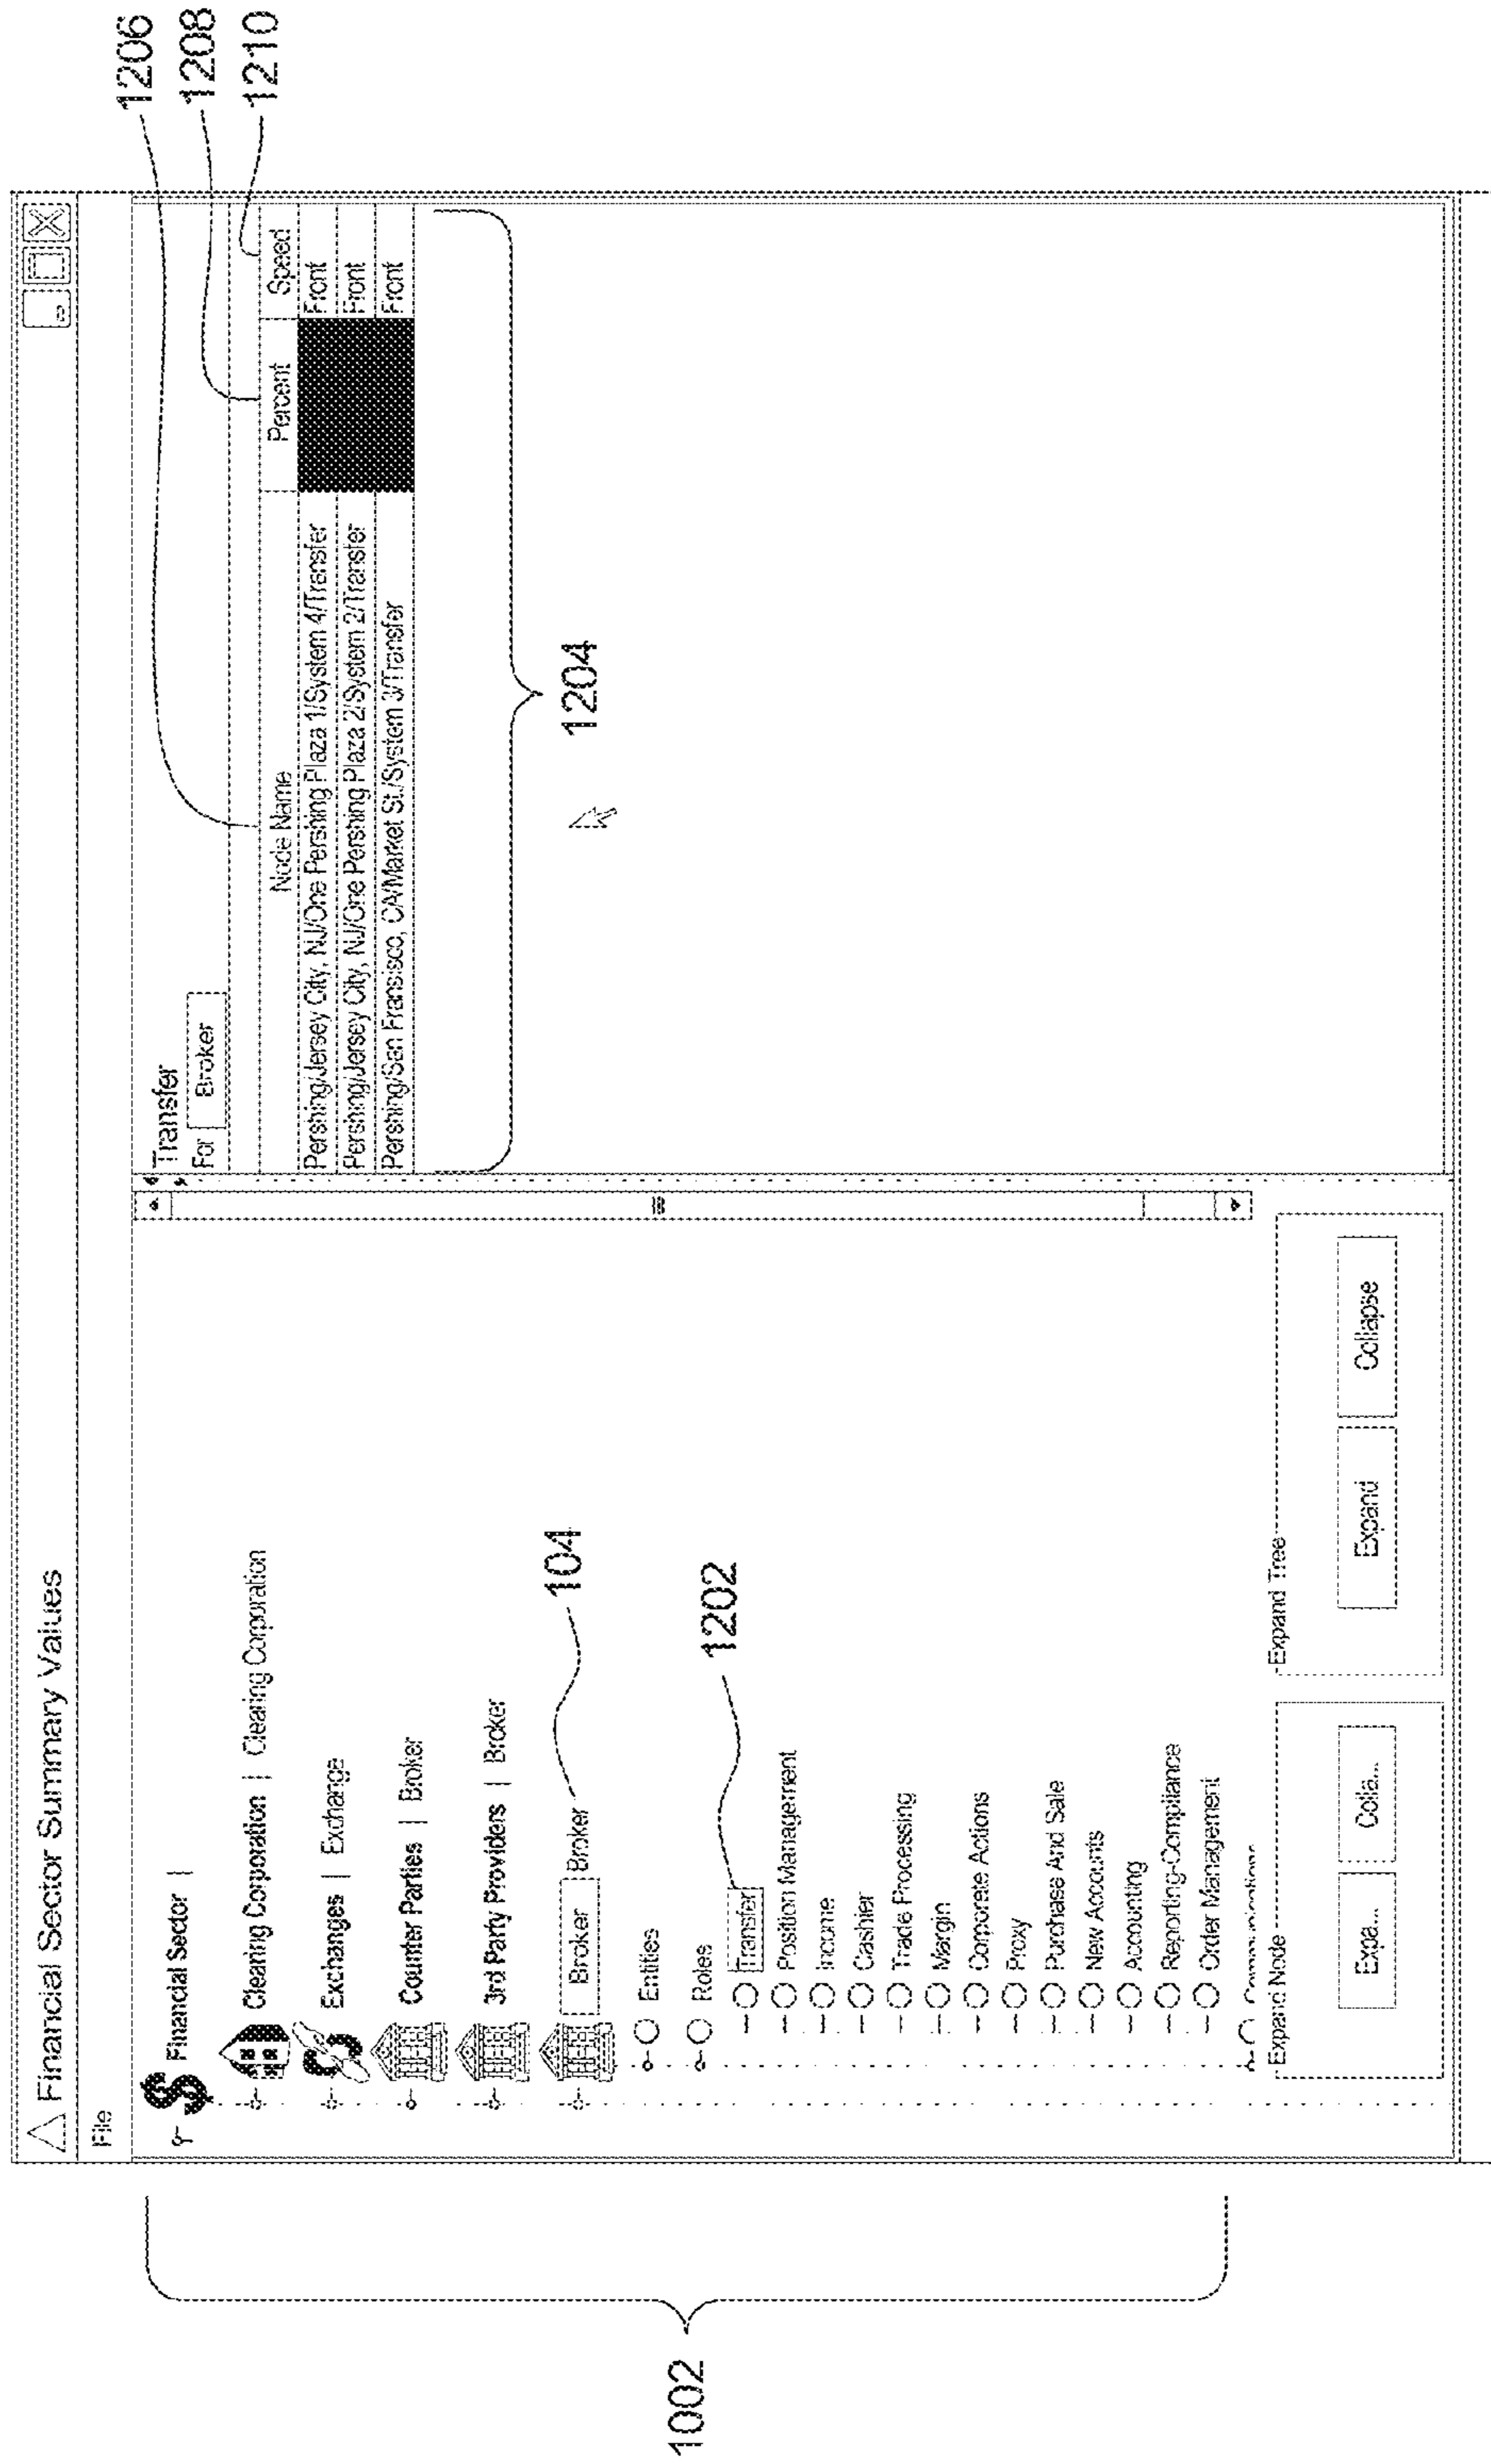 Financial Sector Summary Values
File
$ Financial Sector |
Clearing Corporation | Clearing Corporation
Exchanges | Exchange
Counter Parties | Broker
3rd Party Providers | Broker
Broker Broker
104
Entities
Roles
Transfer
1202
Position Management
Income
Cashier
Trade Processing
Margin
Corporate Actions
Proxy
Purchase And Sale
New Accounts
Accounting
Reporting-Compliance
Order Management
Expand Node
Expa...
Colla...
Expand Tree
Expand
Collapse
1002
Transfer
For Broker
Node Name Percent Speed
Pershing/Jersey City, NJ/One Pershing Plaza 1/System 4/Transfer Front
Pershing/Jersey City, NJ/One Pershing Plaza 2/System 2/Transfer Front
Pershing/San Fransisco, CA/Market St./System 3/Transfer Front
1204
1206
1208
1210